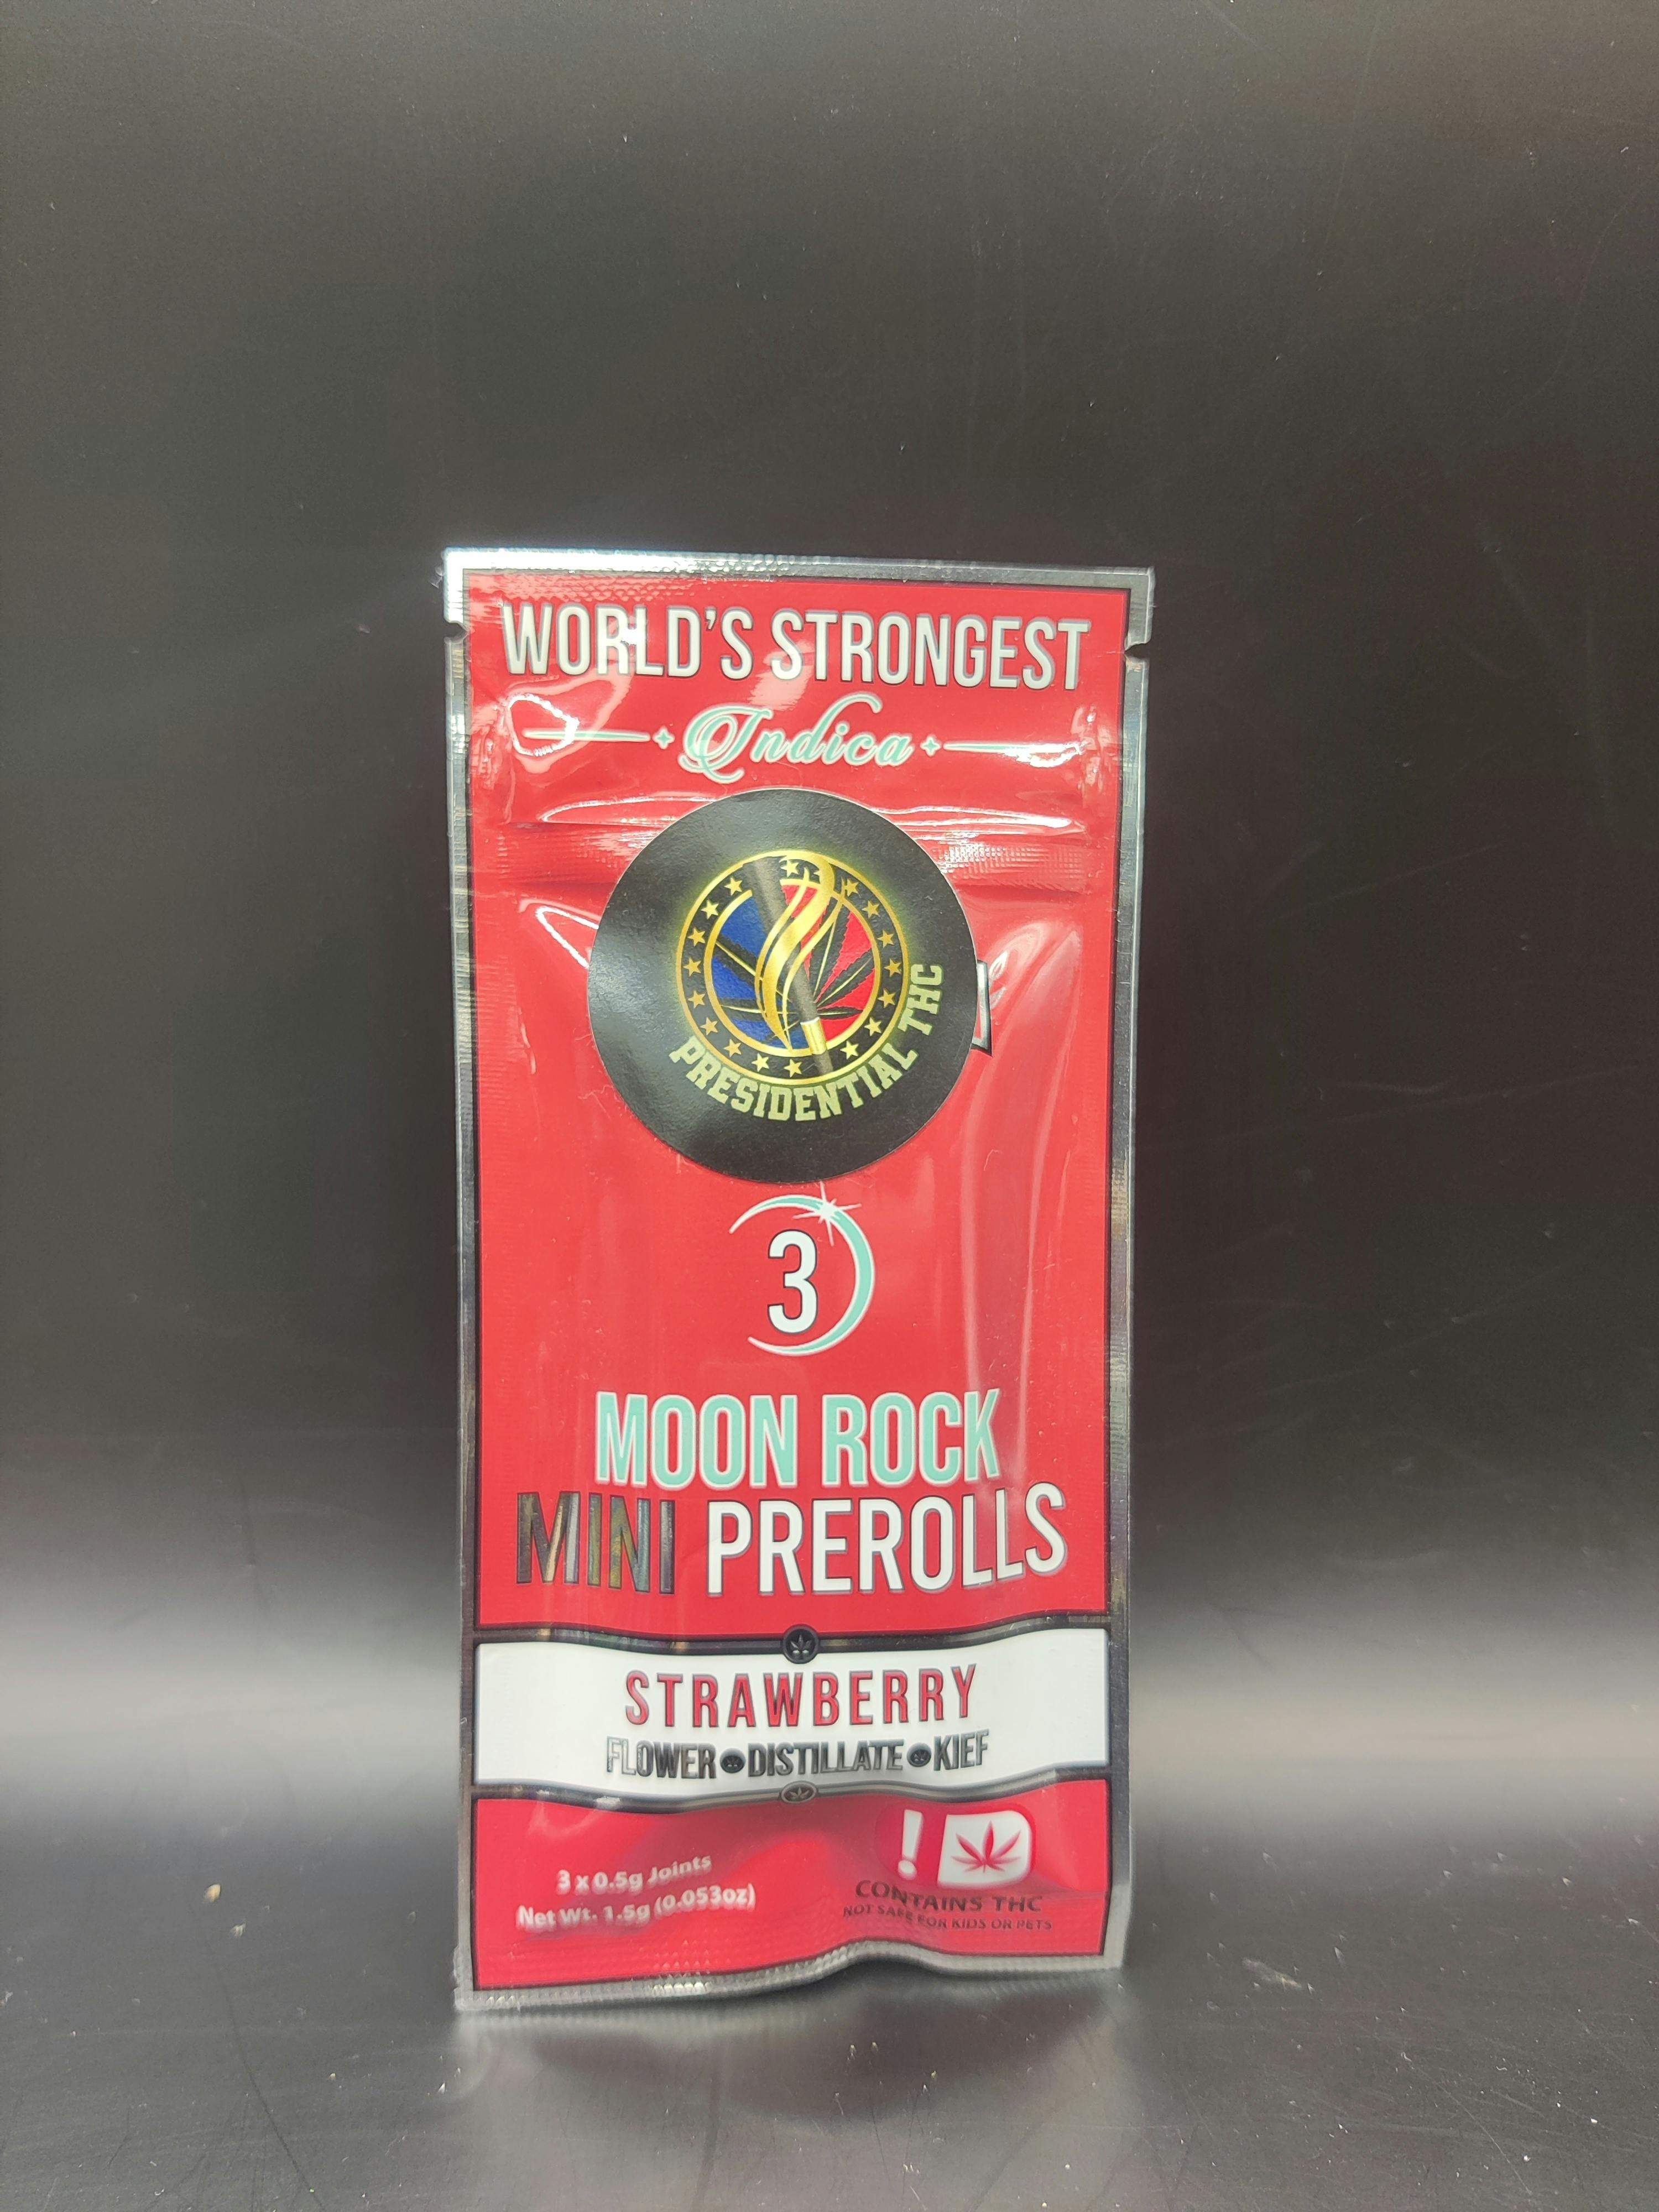 WORLD'S STRONGEST
Indica
PRESIDENTIAL THC
3
MOON ROCK
MINI PREROLLS
STRAWBERRY
FLOWER • DISTILLATE • KIEF
3 x 0.5g Joints
Net Wt. 1.5g (0.053oz)
!
CONTAINS THC
NOT SAFE FOR KIDS OR PETS